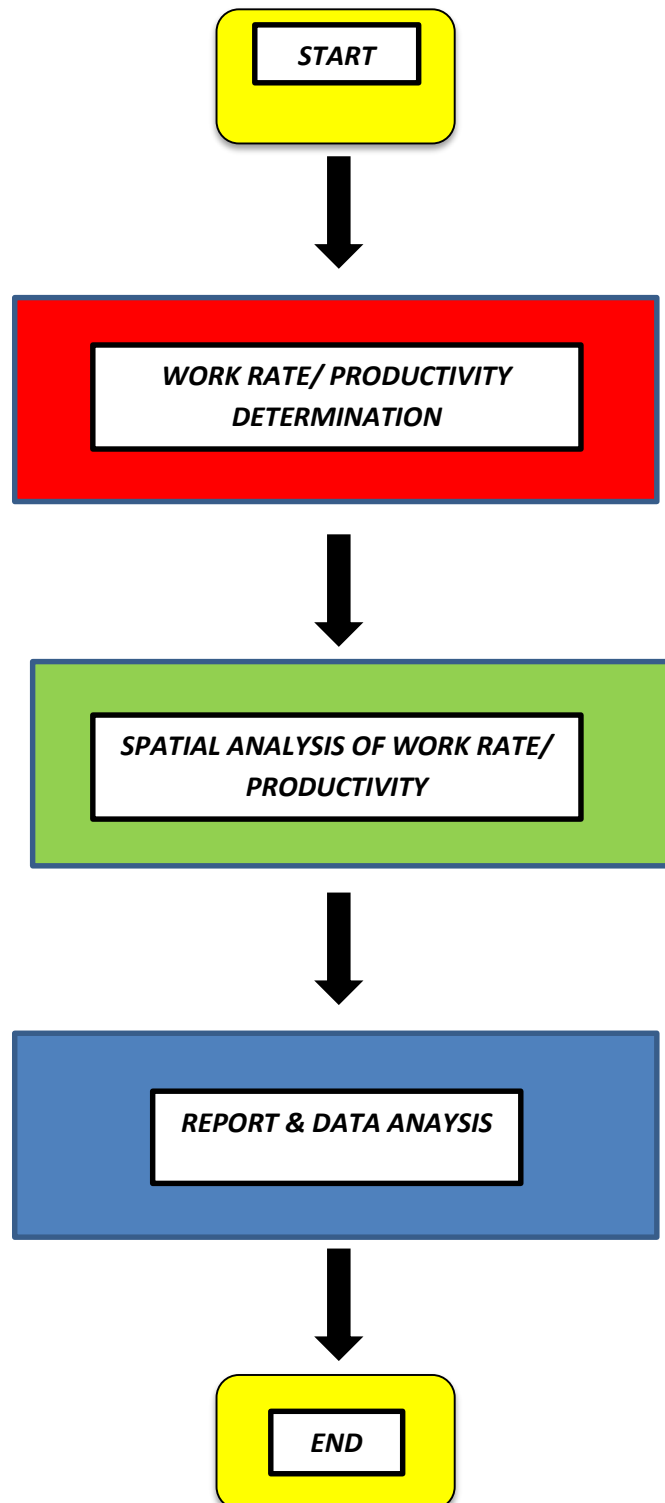 START
WORK RATE/ PRODUCTIVITY
DETERMINATION
SPATIAL ANALYSIS OF WORK RATE/
PRODUCTIVITY
REPORT & DATA ANAYSIS
END